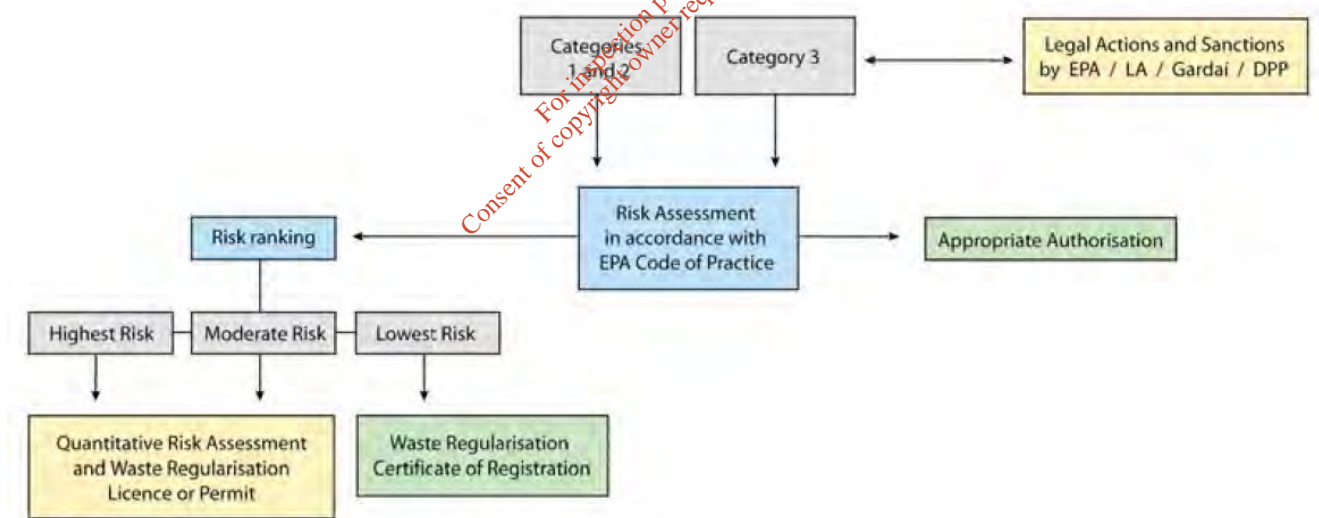 Categories
1 and 2
Category 3
Legal Actions and Sanctions
by EPA / LA / Gardaí / DPP
For inspection p
Consent of copyright owner req
Risk Assessment
in accordance with
EPA Code of Practice
Risk ranking
Appropriate Authorisation
Highest Risk
Moderate Risk
Lowest Risk
Quantitative Risk Assessment
and Waste Regularisation
Licence or Permit
Waste Regularisation
Certificate of Registration